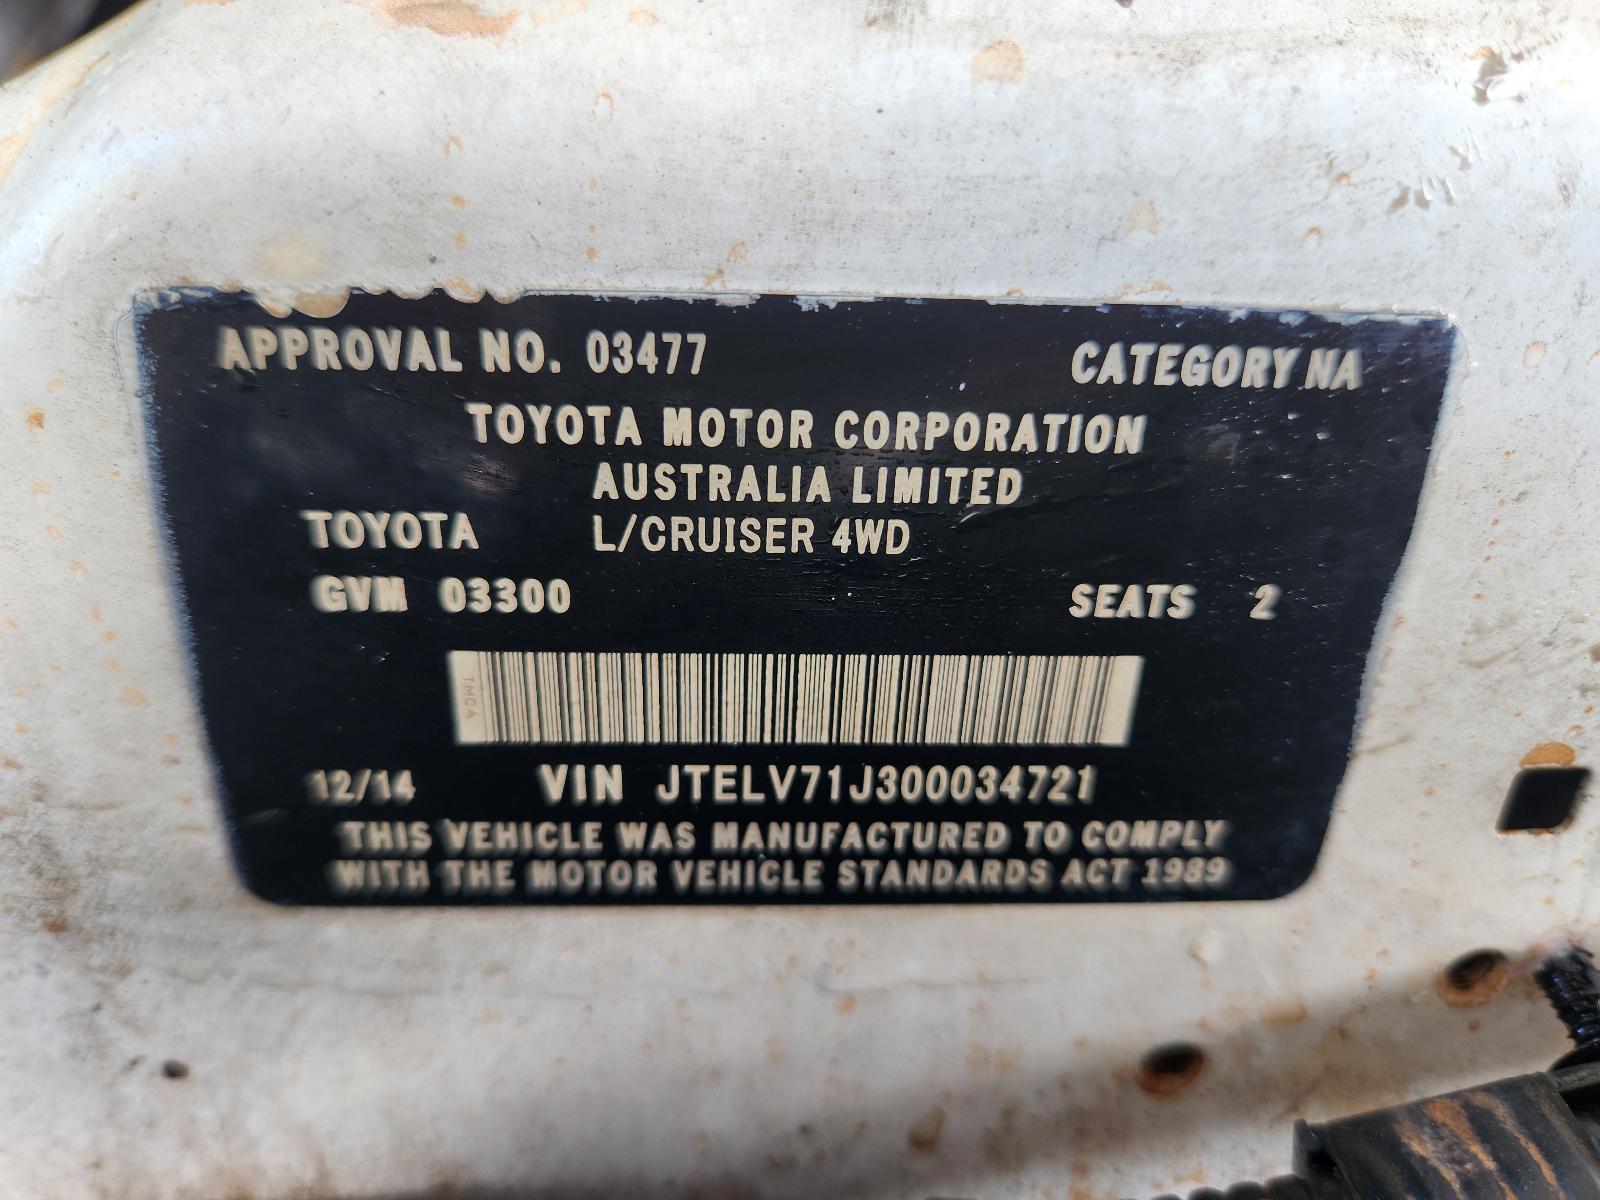 APPROVAL NO. 03477 CATEGORY NA
TOYOTA MOTOR CORPORATION
AUSTRALIA LIMITED
TOYOTA L/CRUISER 4WD
GVM 03300 SEATS 2
TMCA
12/14 VIN JTELV71J300034721
THIS VEHICLE WAS MANUFACTURED TO COMPLY
WITH THE MOTOR VEHICLE STANDARDS ACT 1989